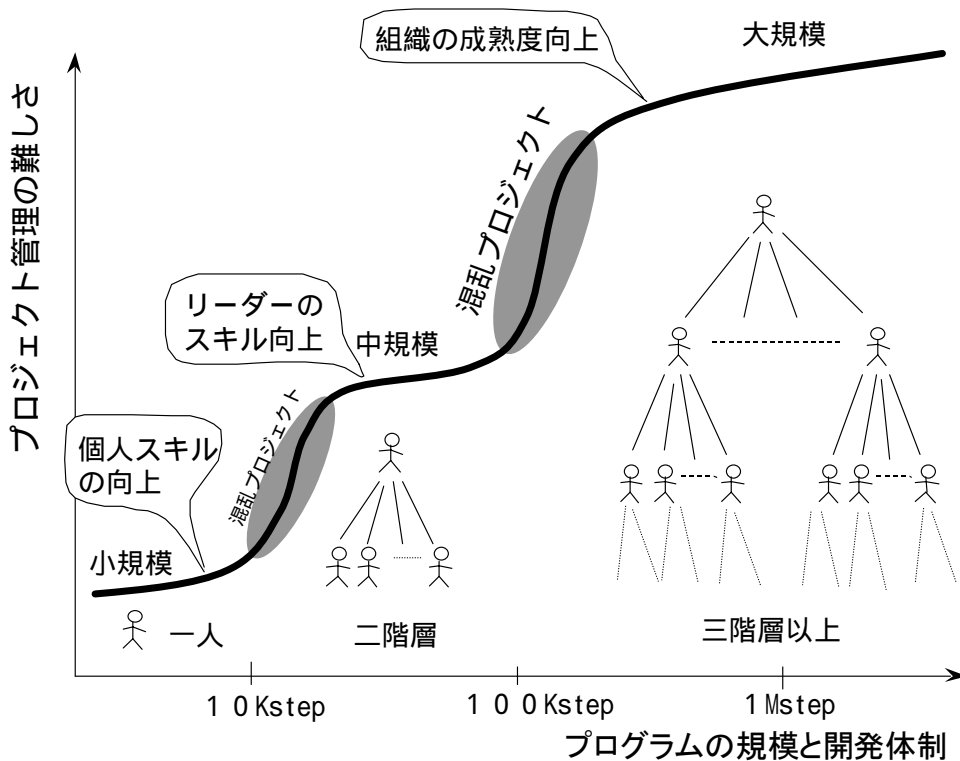 組織の成熟度向上
大規模
プロジェクト管理の難しさ
混乱プロジェクト
リーダーの
スキル向上
中規模
混乱プロジェクト
個人スキル
の向上
小規模
一人
二階層
三階層以上
１０Kstep
１００Kstep
１Mstep
プログラムの規模と開発体制